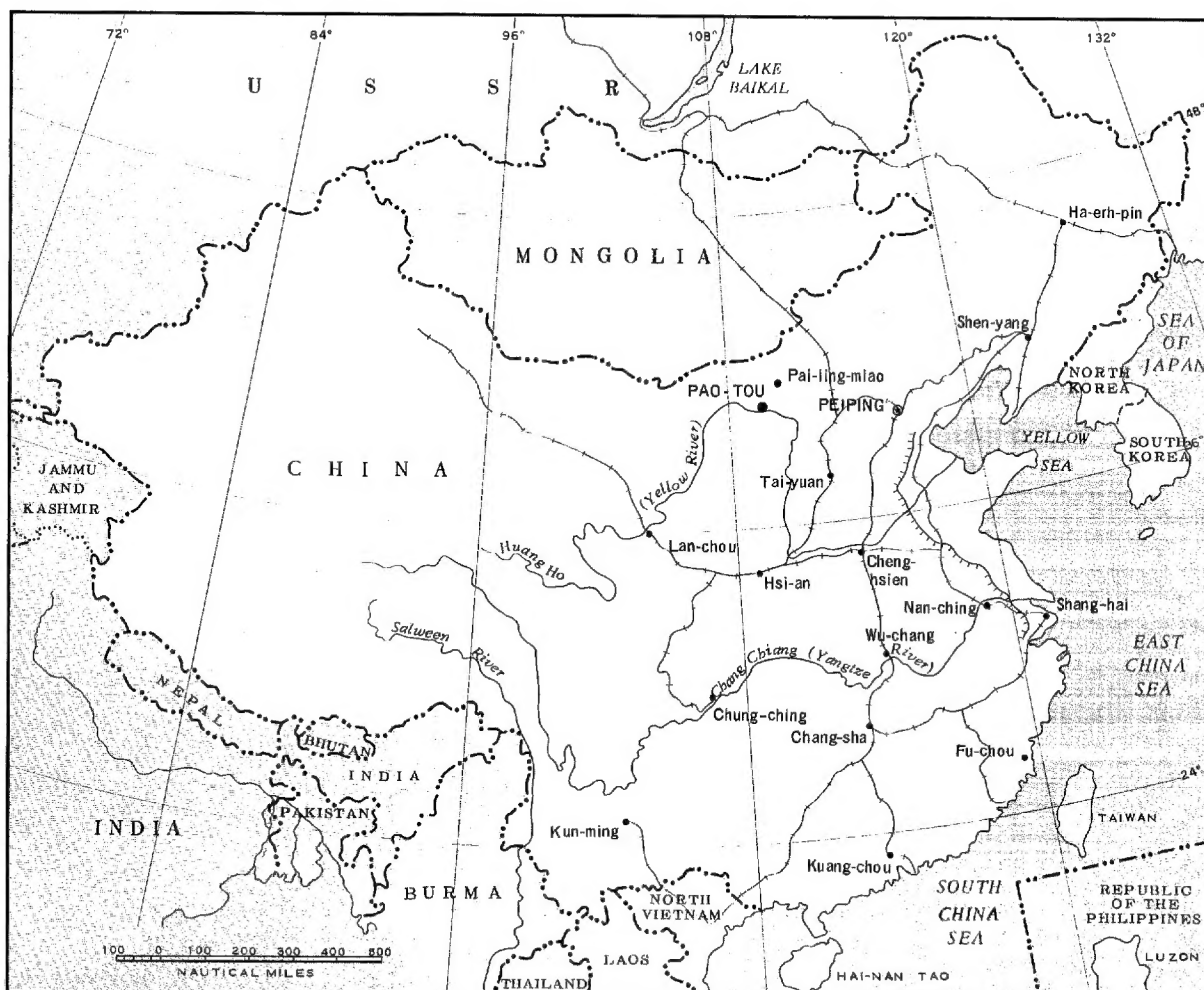 72°
84°
96°
108°
120°
132°
U S S R
LAKE
BAIKAL
48°
Ha-erh-pin
MONGOLIA
Shen-yang
SEA
OF
JAPAN
Pai-ling-miao
PAO-TOU
PEIPING
NORTH
KOREA
YELLOW
SEA
SOUTH
KOREA
CHINA
(Yellow River)
Tai-yuan
JAMMU
AND
KASHMIR
Lan-chou
Huang Ho
Hsi-an
Cheng-
hsien
Nan-ching
Shang-hai
Salween
River
Wu-chang
Chang Chiang (Yangtze
River)
EAST
CHINA
SEA
NEPAL
Chung-ching
Chang-sha
Fu-chou
BHUTAN
INDIA
24°
PAKISTAN
INDIA
Kun-ming
TAIWAN
Kuang-chou
BURMA
NORTH
VIETNAM
SOUTH
CHINA
SEA
REPUBLIC
OF THE
PHILIPPINES
100 0 100 200 300 400 500
NAUTICAL MILES
LAOS
THAILAND
HAI-NAN TAO
LUZON